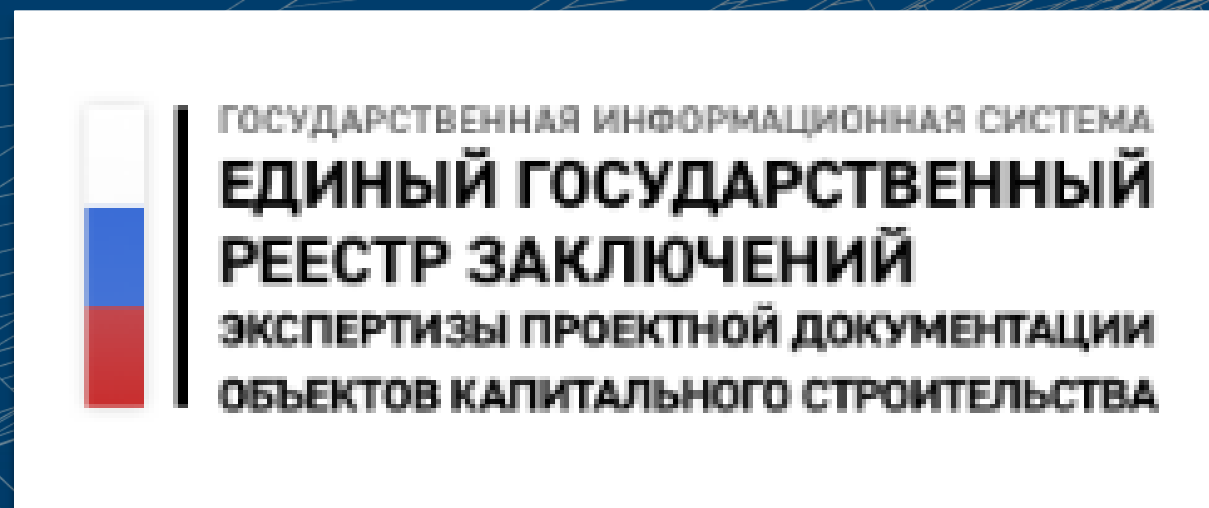 ГОСУДАРСТВЕННАЯ ИНФОРМАЦИОННАЯ СИСТЕМА
ЕДИНЫЙ ГОСУДАРСТВЕННЫЙ
РЕЕСТР ЗАКЛЮЧЕНИЙ
ЭКСПЕРТИЗЫ ПРОЕКТНОЙ ДОКУМЕНТАЦИИ
ОБЪЕКТОВ КАПИТАЛЬНОГО СТРОИТЕЛЬСТВА